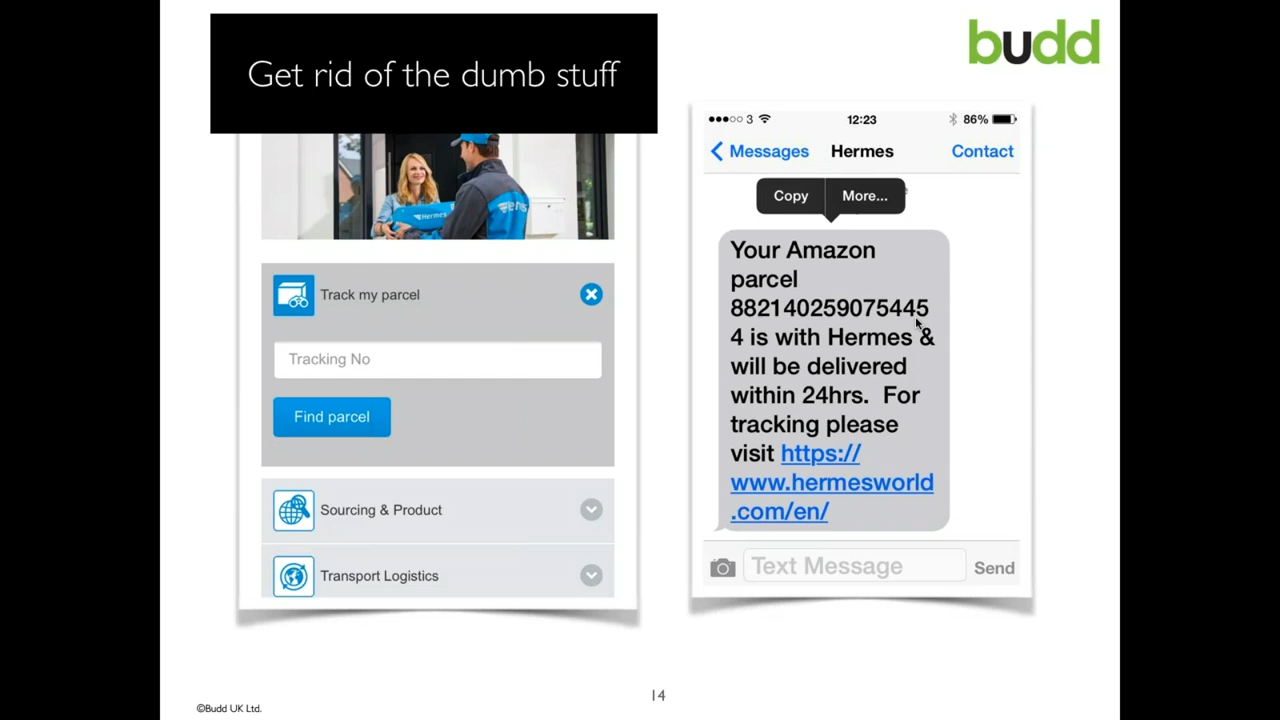 Get rid of the dumb stuff
budd
Hermes
Track my parcel
Tracking No
Find parcel
Sourcing & Product
Transport Logistics
3
12:23
86%
Messages
Hermes
Contact
Copy
More...
Your Amazon
parcel
882140259075445
4 is with Hermes &
will be delivered
within 24hrs. For
tracking please
visit https://
www.hermesworld
.com/en/
Text Message
Send
14
©Budd UK Ltd.